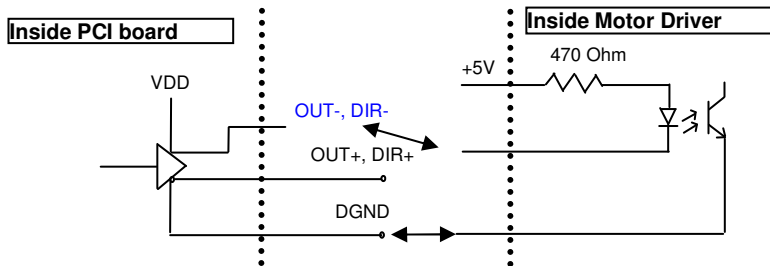 Inside PCI board
Inside Motor Driver
470 Ohm
+5V
VDD
OUT-, DIR-
OUT+, DIR+
DGND